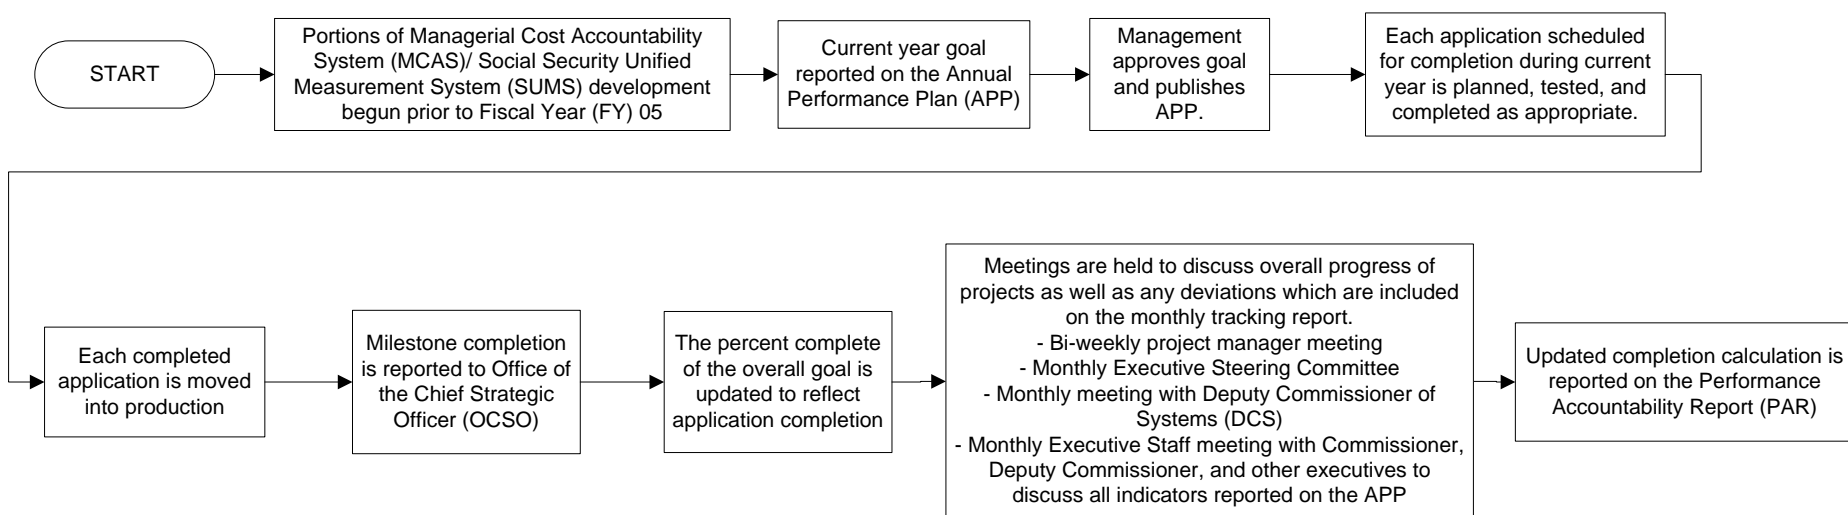 START
Portions of Managerial Cost Accountability
System (MCAS)/ Social Security Unified
Measurement System (SUMS) development
begun prior to Fiscal Year (FY) 05
Current year goal
reported on the Annual
Performance Plan (APP)
Management
approves goal
and publishes
APP.
Each application scheduled
for completion during current
year is planned, tested, and
completed as appropriate.
Each completed
application is moved
into production
Milestone completion
is reported to Office of
the Chief Strategic
Officer (OCSO)
The percent complete
of the overall goal is
updated to reflect
application completion
Meetings are held to discuss overall progress of
projects as well as any deviations which are included
on the monthly tracking report.
- Bi-weekly project manager meeting
- Monthly Executive Steering Committee
- Monthly meeting with Deputy Commissioner of
Systems (DCS)
- Monthly Executive Staff meeting with Commissioner,
Deputy Commissioner, and other executives to
discuss all indicators reported on the APP
Updated completion calculation is
reported on the Performance
Accountability Report (PAR)